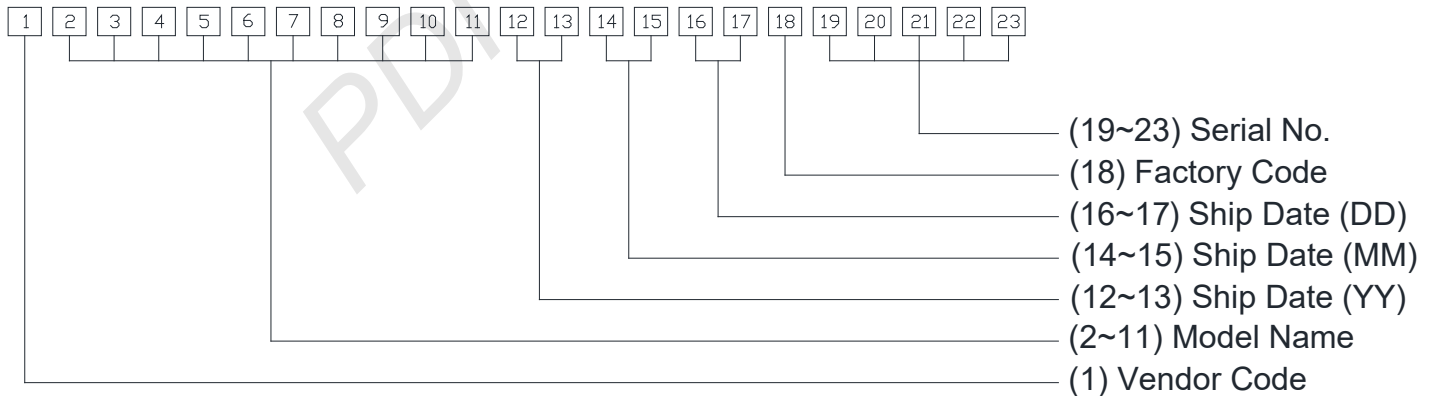 1 2 3 4 5 6 7 8 9 10 11 12 13 14 15 16 17 18 19 20 21 22 23
PDI
(19~23) Serial No.
(18) Factory Code
(16~17) Ship Date (DD)
(14~15) Ship Date (MM)
(12~13) Ship Date (YY)
(2~11) Model Name
(1) Vendor Code